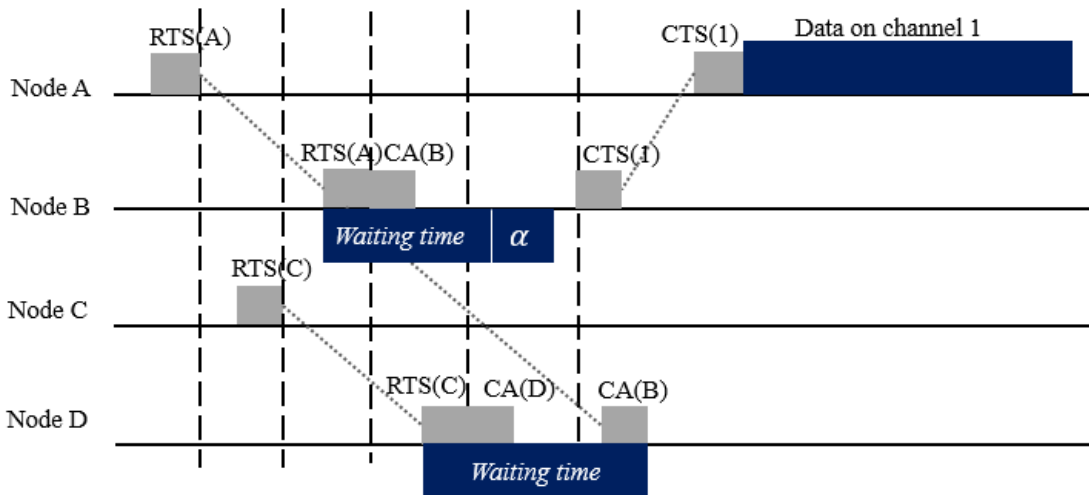 Data on channel 1
RTS(A)
CTS(1)
Node A
RTS(A)CA(B)
CTS(1)
Node B
Waiting time
α
RTS(C)
Node C
RTS(C)
CA(D)
CA(B)
Node D
Waiting time